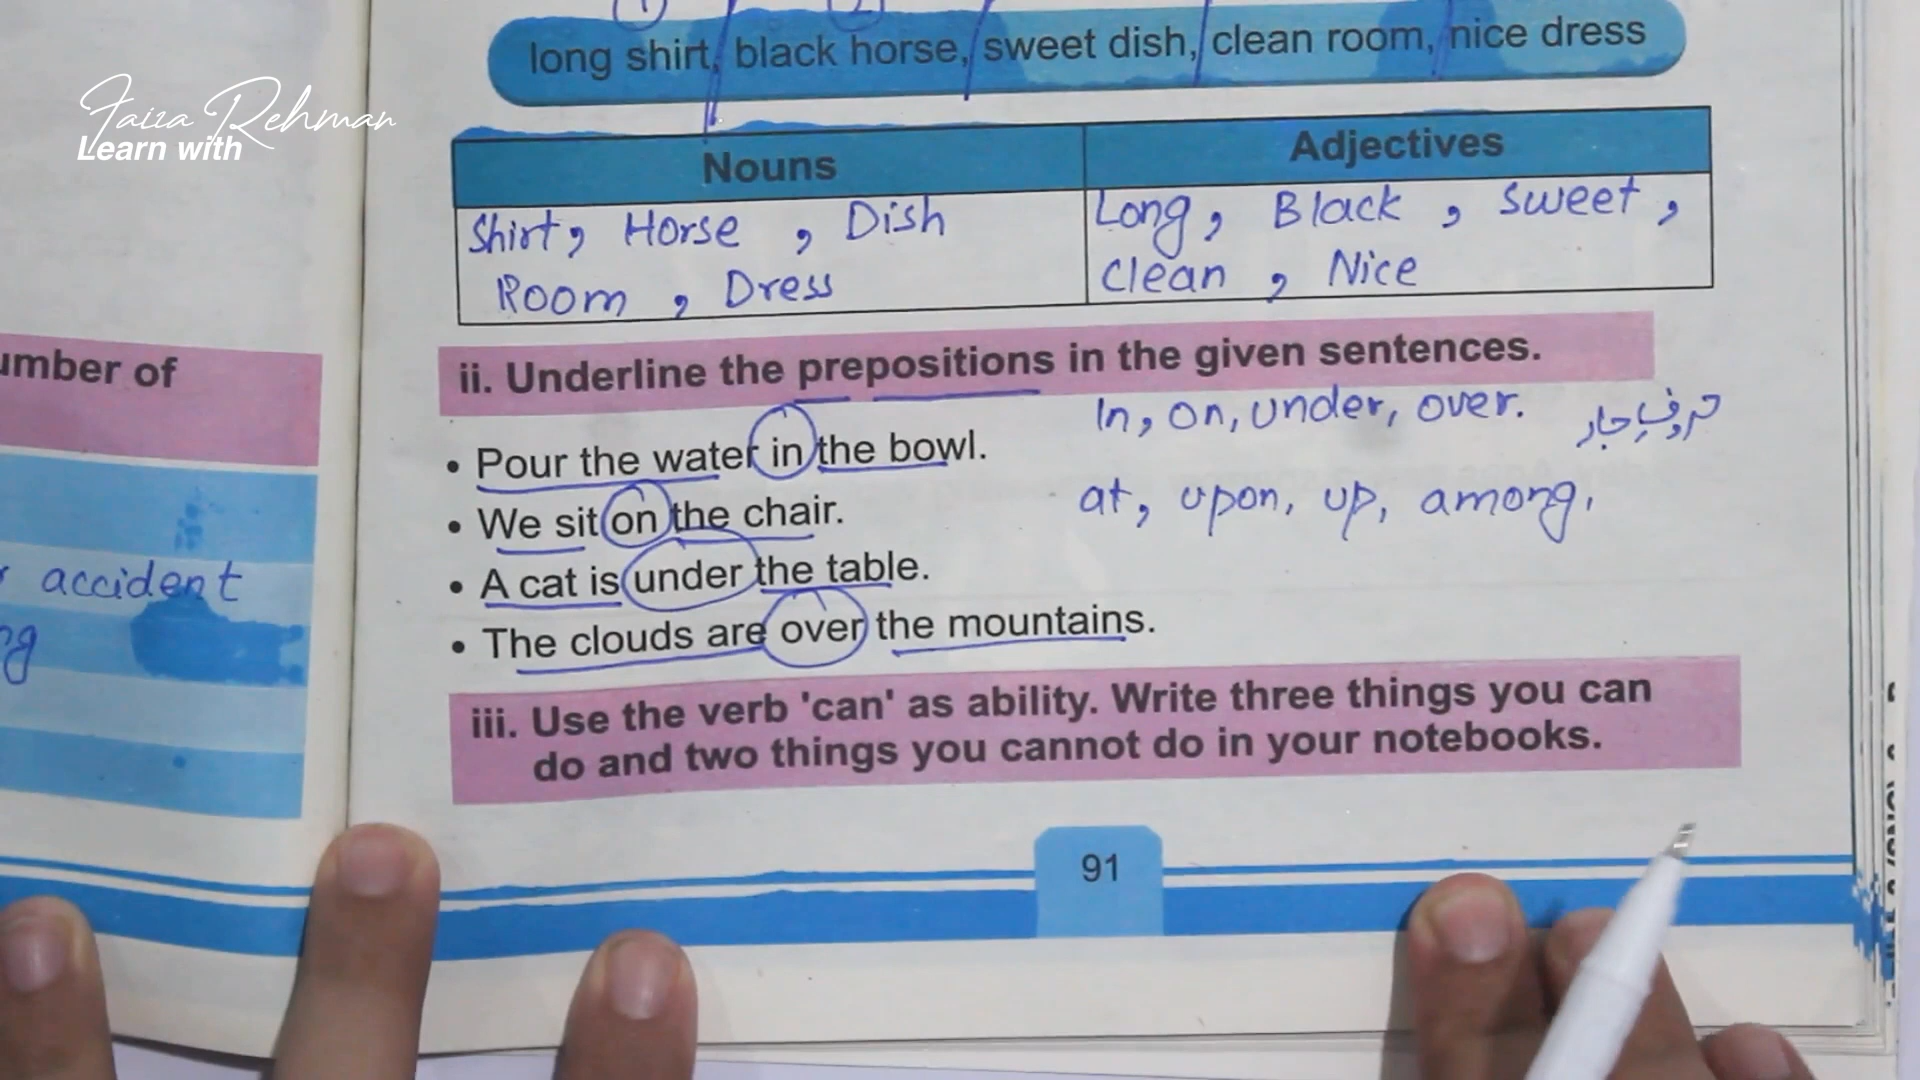 long shirt, black horse, sweet dish, clean room, nice dress
Faiza Rehman
Learn with
Nouns
Adjectives
Shirt, Horse, Dish
Room, Dress
Long, Black, Sweet,
Clean, Nice
umber of
accident
ii. Underline the prepositions in the given sentences.
In, on, under, over. حروفِ جار
at, upon, up, among,
• Pour the water in the bowl.
• We sit on the chair.
• A cat is under the table.
• The clouds are over the mountains.
iii. Use the verb 'can' as ability. Write three things you can
do and two things you cannot do in your notebooks.
91